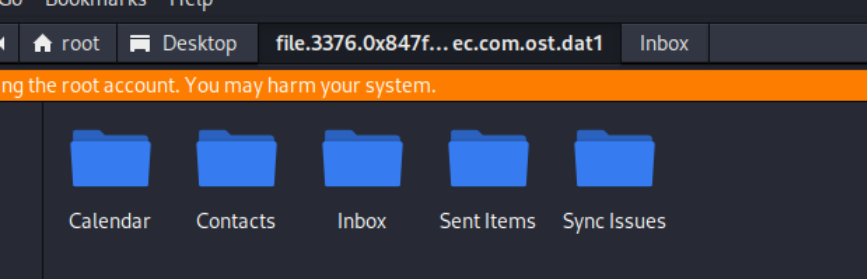 Go Bookmarks Help
root Desktop file.3376.0x847f... ec.com.ost.dat1 Inbox
ng the root account. You may harm your system.
Calendar Contacts Inbox Sent Items Sync Issues